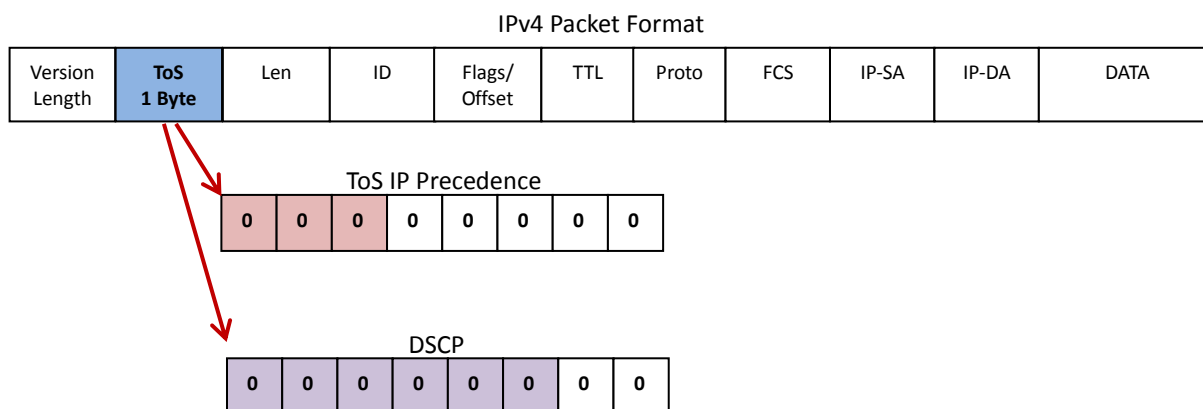 IPv4 Packet Format
Version Length
ToS 1 Byte
Len
ID
Flags/ Offset
TTL
Proto
FCS
IP-SA
IP-DA
DATA
ToS IP Precedence
0 0 0 0 0 0 0 0
DSCP
0 0 0 0 0 0 0 0